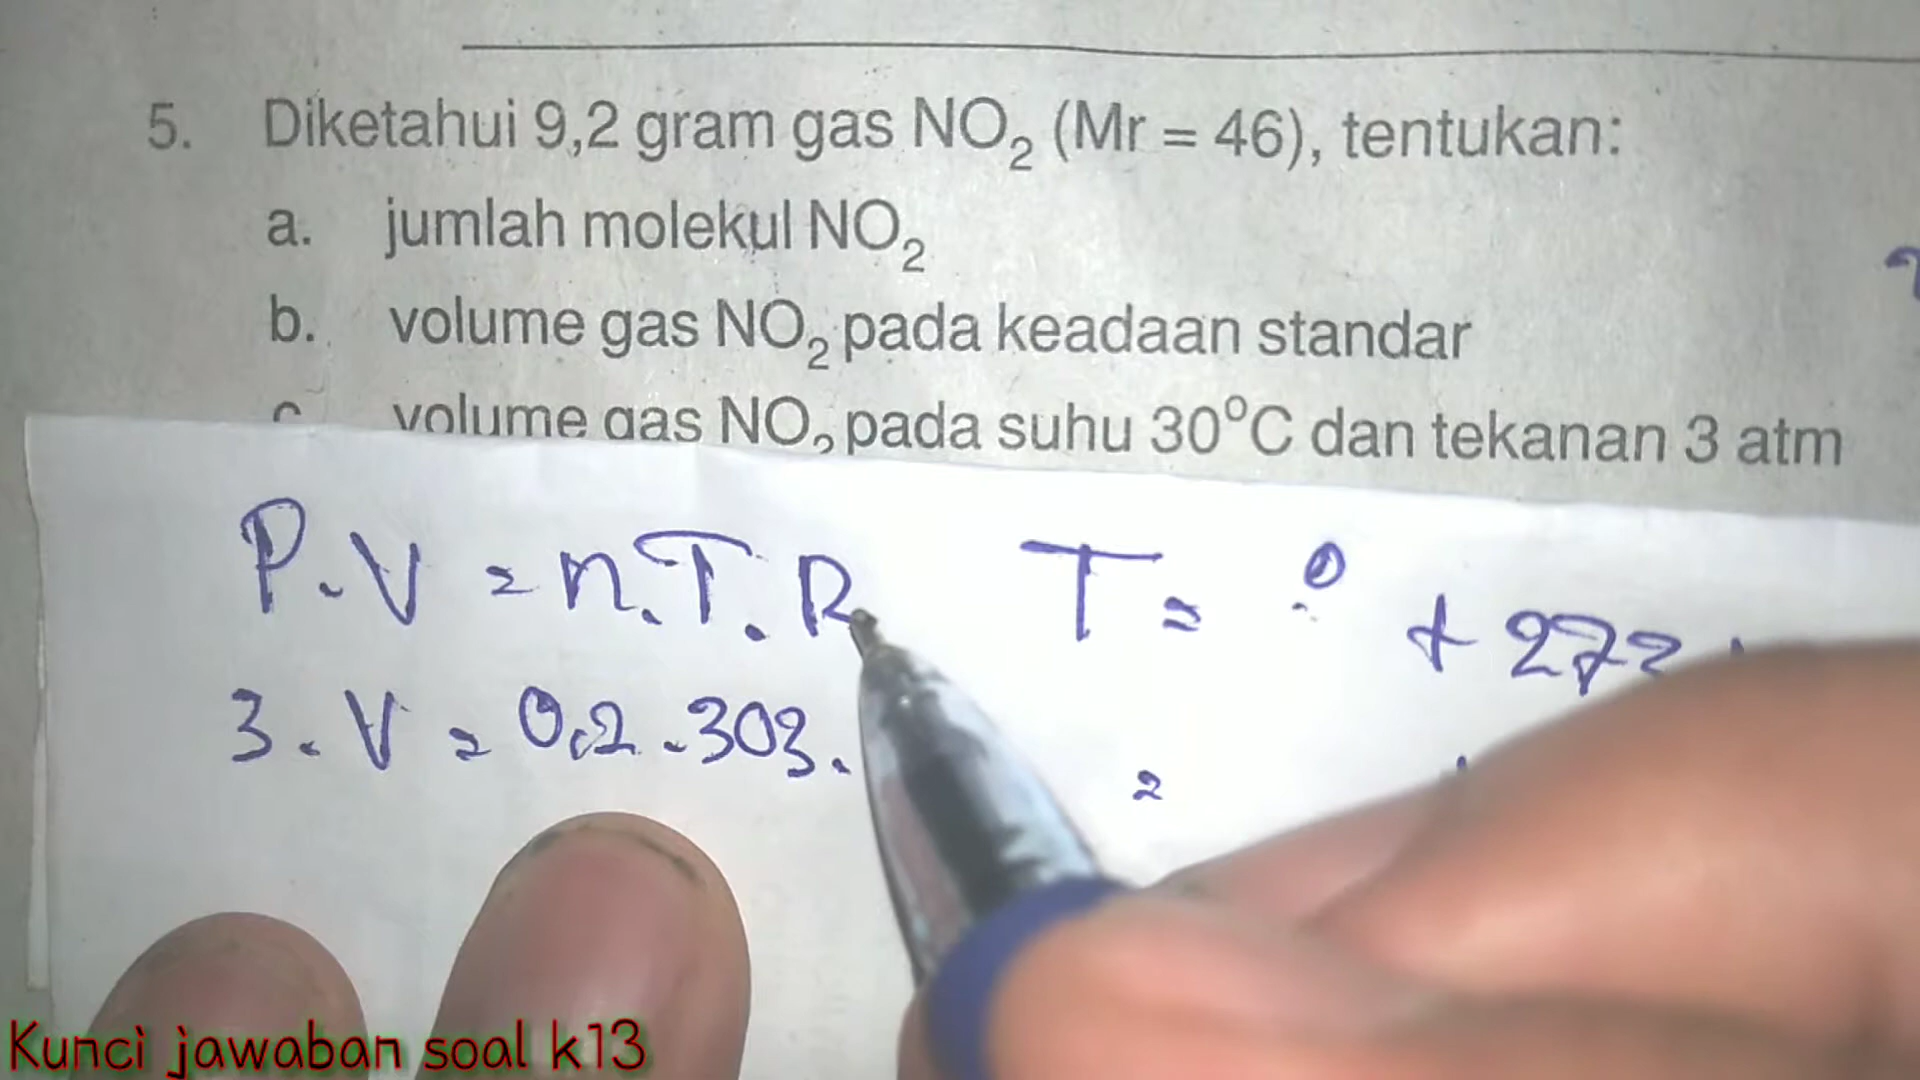 5. Diketahui 9,2 gram gas NO₂ (Mr = 46), tentukan:
a. jumlah molekul NO₂
b. volume gas NO₂ pada keadaan standar
c volume gas NO₂ pada suhu 30°C dan tekanan 3 atm
P.V = n.T.R
T = ° + 273
3.V = 0,2.303.
=
Kunci jawaban soal k13